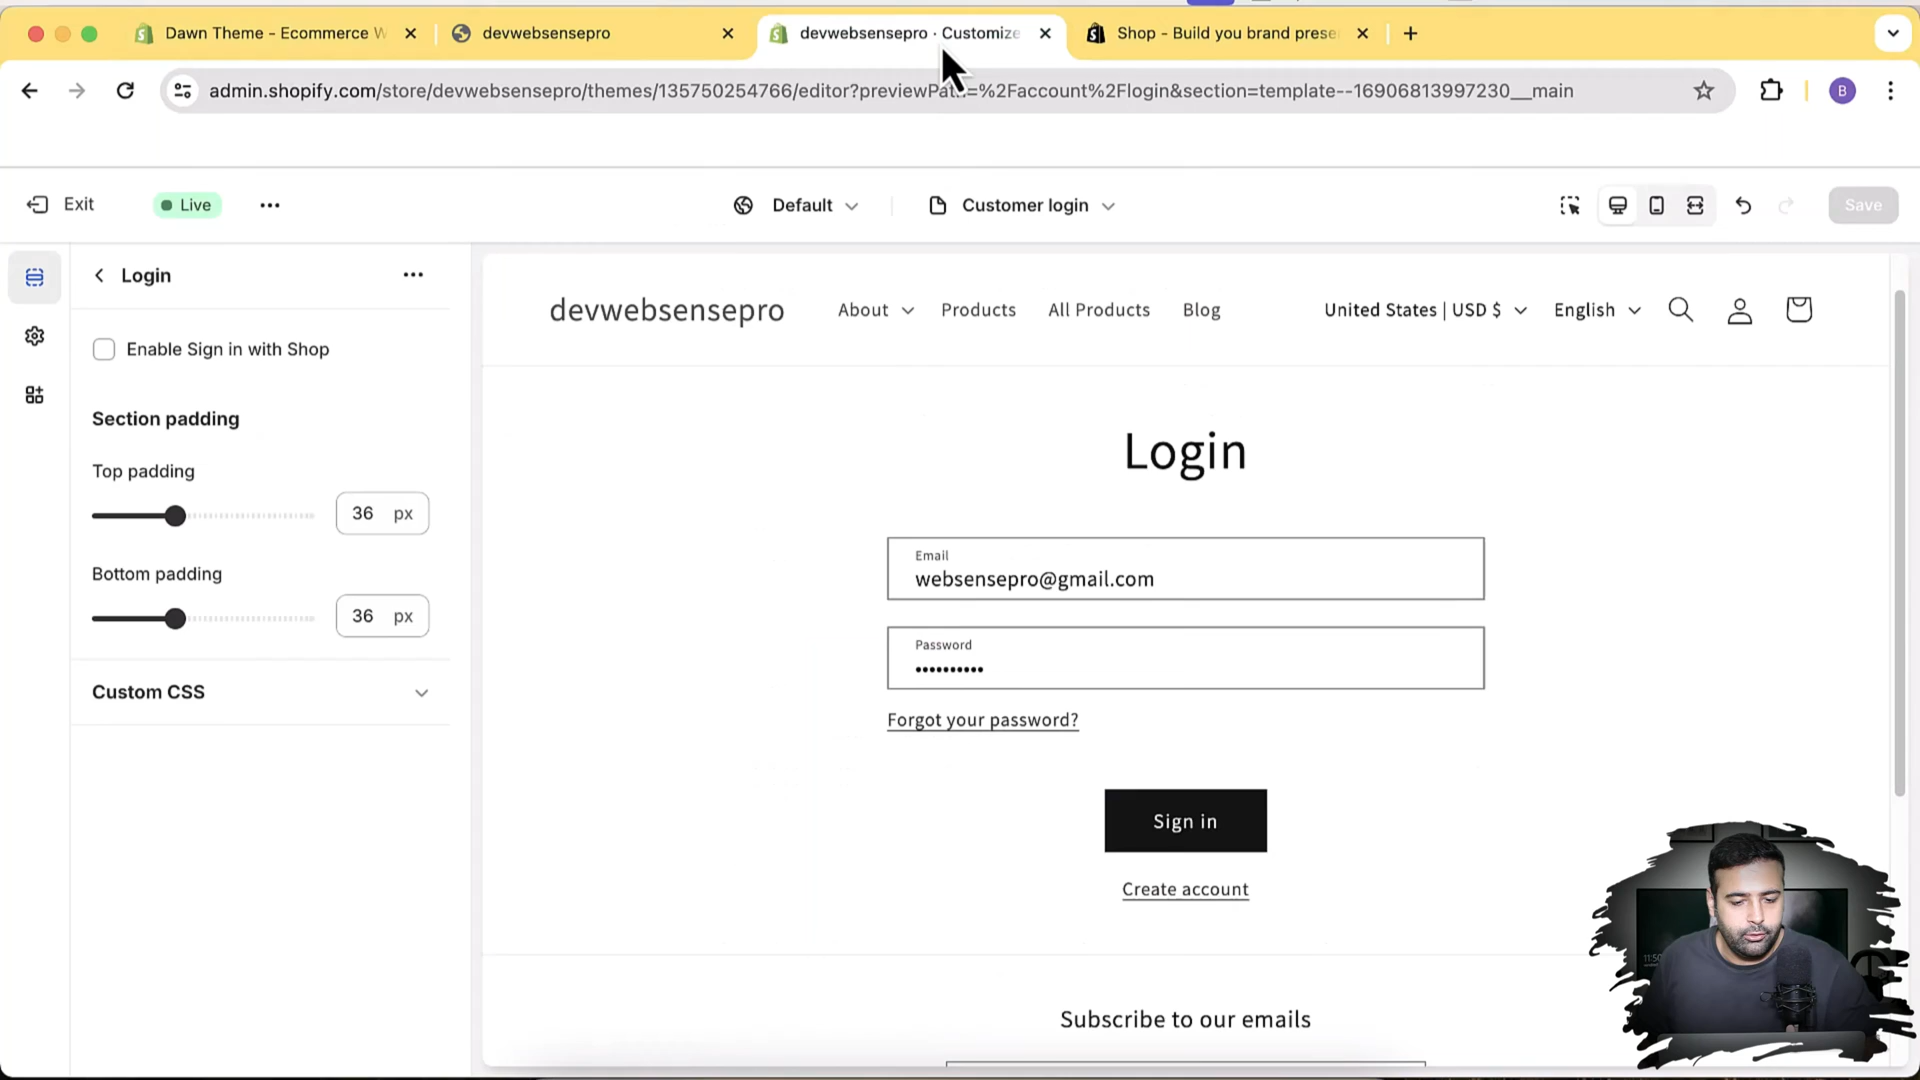 Dawn Theme - Ecommerce W
devwebsensepro
devwebsensepro · Customize
Shop - Build you brand prese
admin.shopify.com/store/devwebsensepro/themes/135750254766/editor?previewPath=%2Faccount%2Flogin&section=template--16906813997230__main
B
Exit
Live
Default
Customer login
Save
Login
Enable Sign in with Shop
Section padding
Top padding
36 px
Bottom padding
36 px
Custom CSS
devwebsensepro
About
Products
All Products
Blog
United States | USD $
English
Login
Email
websensepro@gmail.com
Password
••••••••••
Forgot your password?
Sign in
Create account
Subscribe to our emails